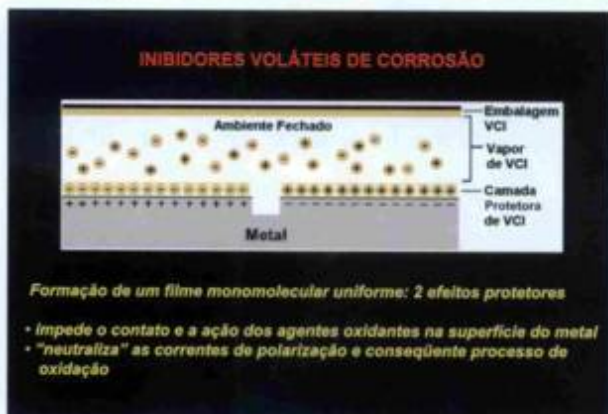 INIBIDORES VOLÁTEIS DE CORROSÃO
Ambiente Fechado
Embalagem
VCI
Vapor
de VCI
Camada
Protetora
de VCI
Metal
Formação de um filme monomolecular uniforme: 2 efeitos protetores
• Impede o contato e a ação dos agentes oxidantes na superfície do metal
• "neutraliza" as correntes de polarização e conseqüente processo de
oxidação